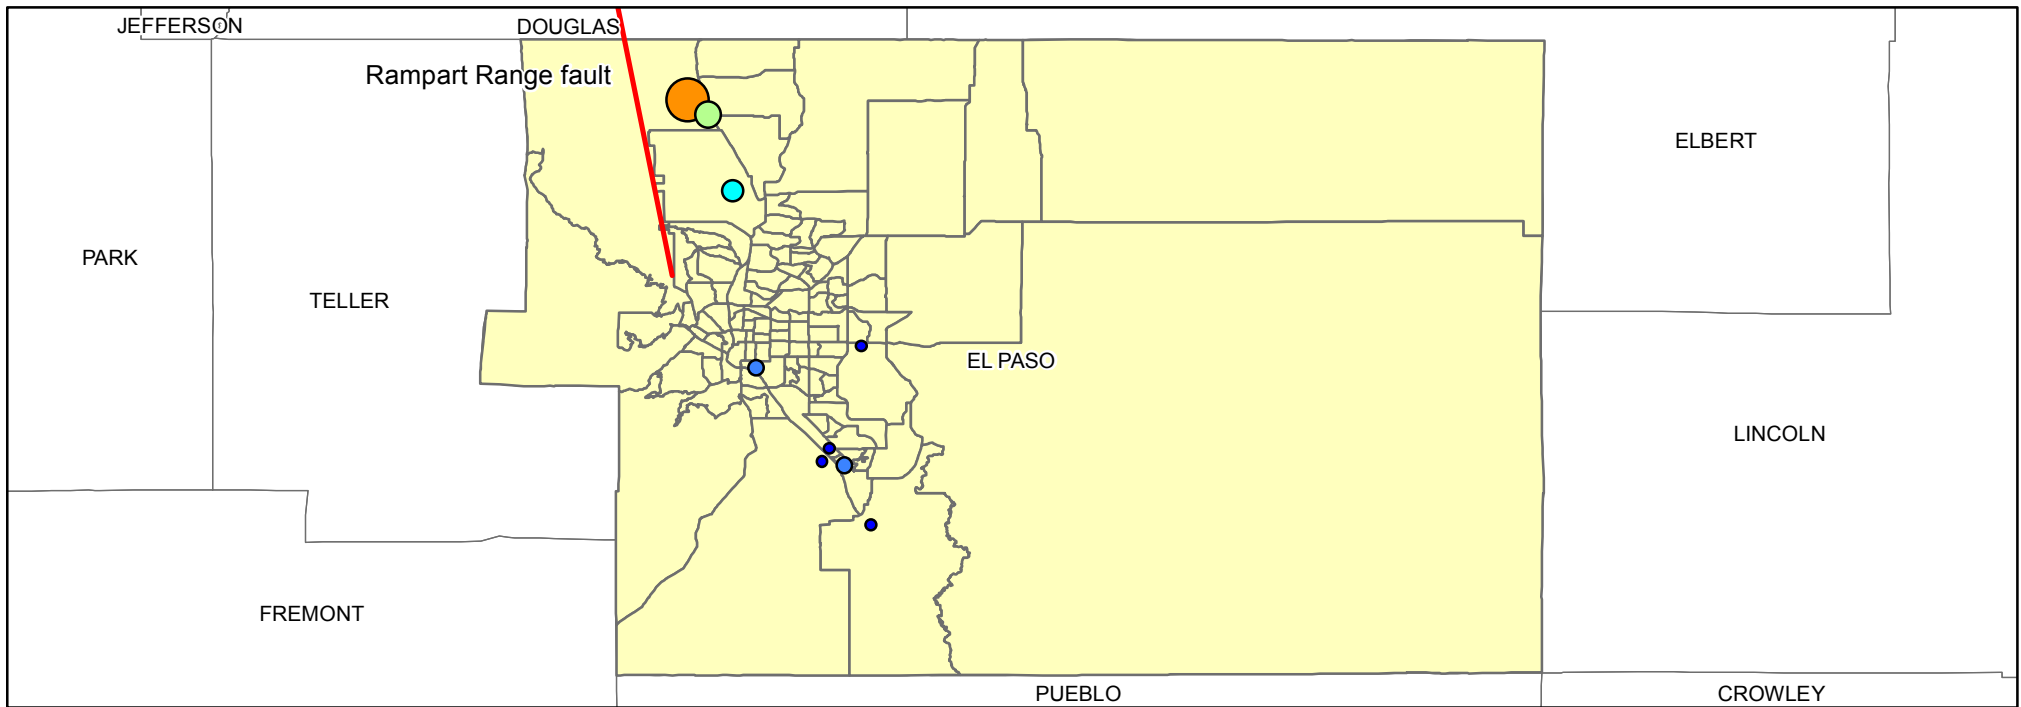 JEFFERSON
DOUGLAS
Rampart Range fault
ELBERT
PARK
TELLER
EL PASO
LINCOLN
FREMONT
PUEBLO
CROWLEY